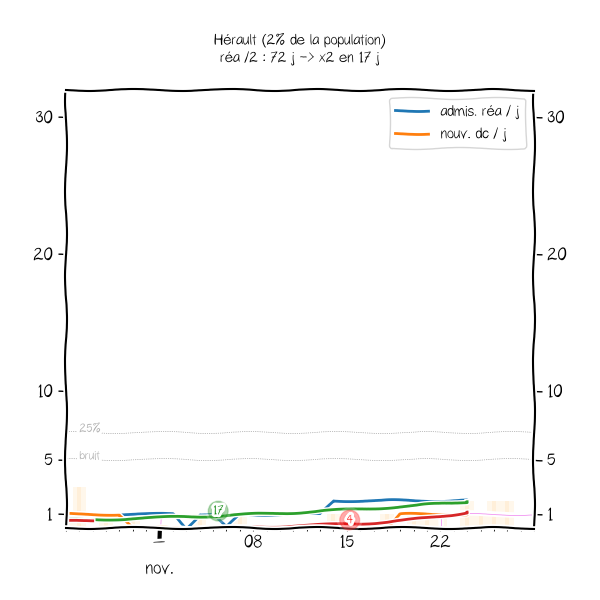 Hérault (2% de la population)
réa /2 : 72 j -> x2 en 17 j
admis. réa / j
nouv. dc / j
30
30
20
20
10
10
25%
5
bruit
5
17
4
1
1
1
08
15
22
nov.